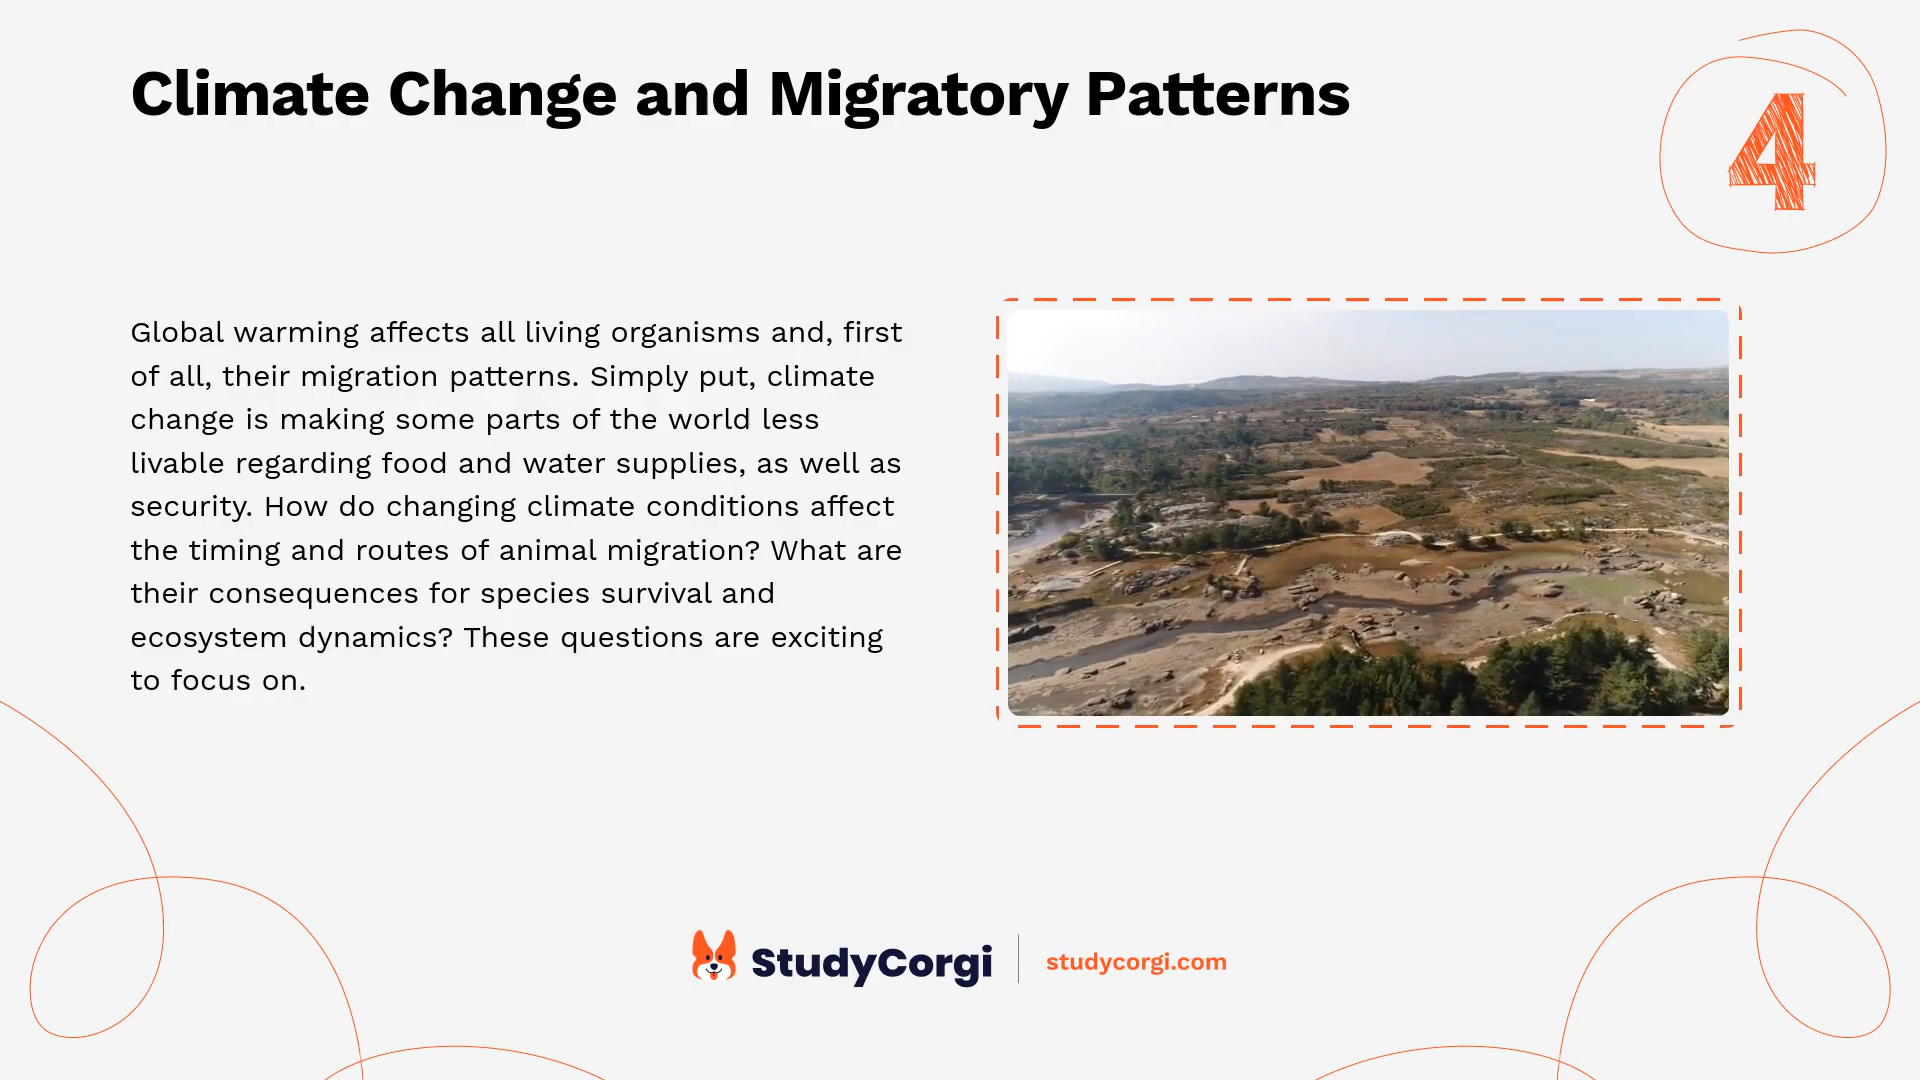 Climate Change and Migratory Patterns
4
Global warming affects all living organisms and, first
of all, their migration patterns. Simply put, climate
change is making some parts of the world less
livable regarding food and water supplies, as well as
security. How do changing climate conditions affect
the timing and routes of animal migration? What are
their consequences for species survival and
ecosystem dynamics? These questions are exciting
to focus on.
StudyCorgi
studycorgi.com